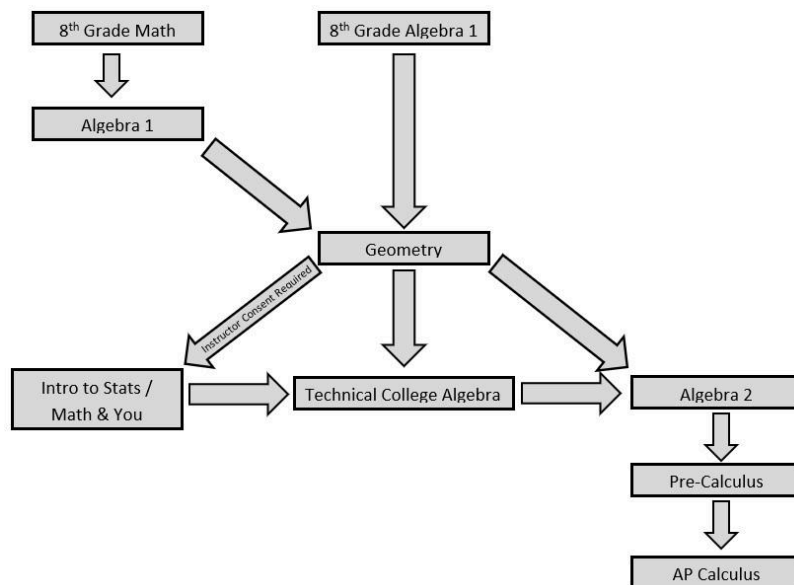 8th Grade Math
8th Grade Algebra 1
Algebra 1
Geometry
Instructor Consent Required
Intro to Stats /
Math & You
Technical College Algebra
Algebra 2
Pre-Calculus
AP Calculus